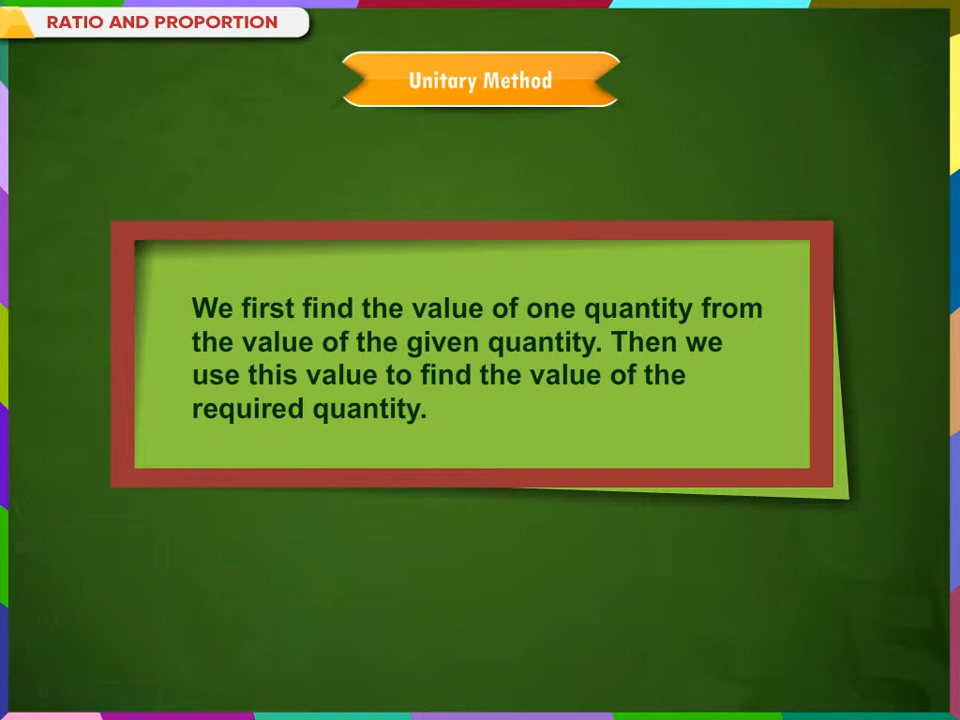 RATIO AND PROPORTION
Unitary Method
We first find the value of one quantity from
the value of the given quantity. Then we
use this value to find the value of the
required quantity.